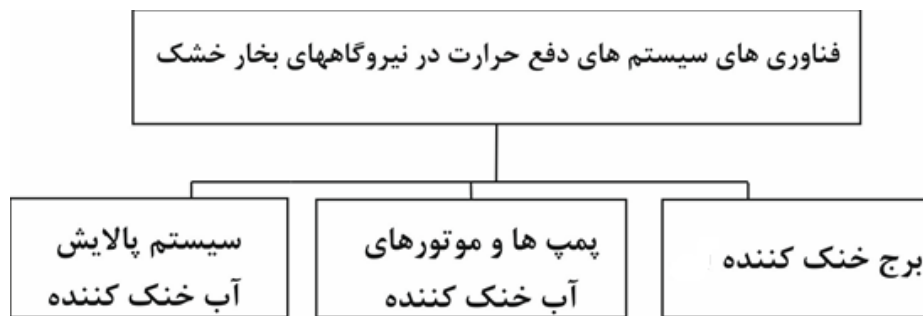 فناوری های سیستم های دفع حرارت در نیروگاههای بخار خشک
برج خنک کننده
پمپ ها و موتورهای
آب خنک کننده
سیستم پالایش
آب خنک کننده